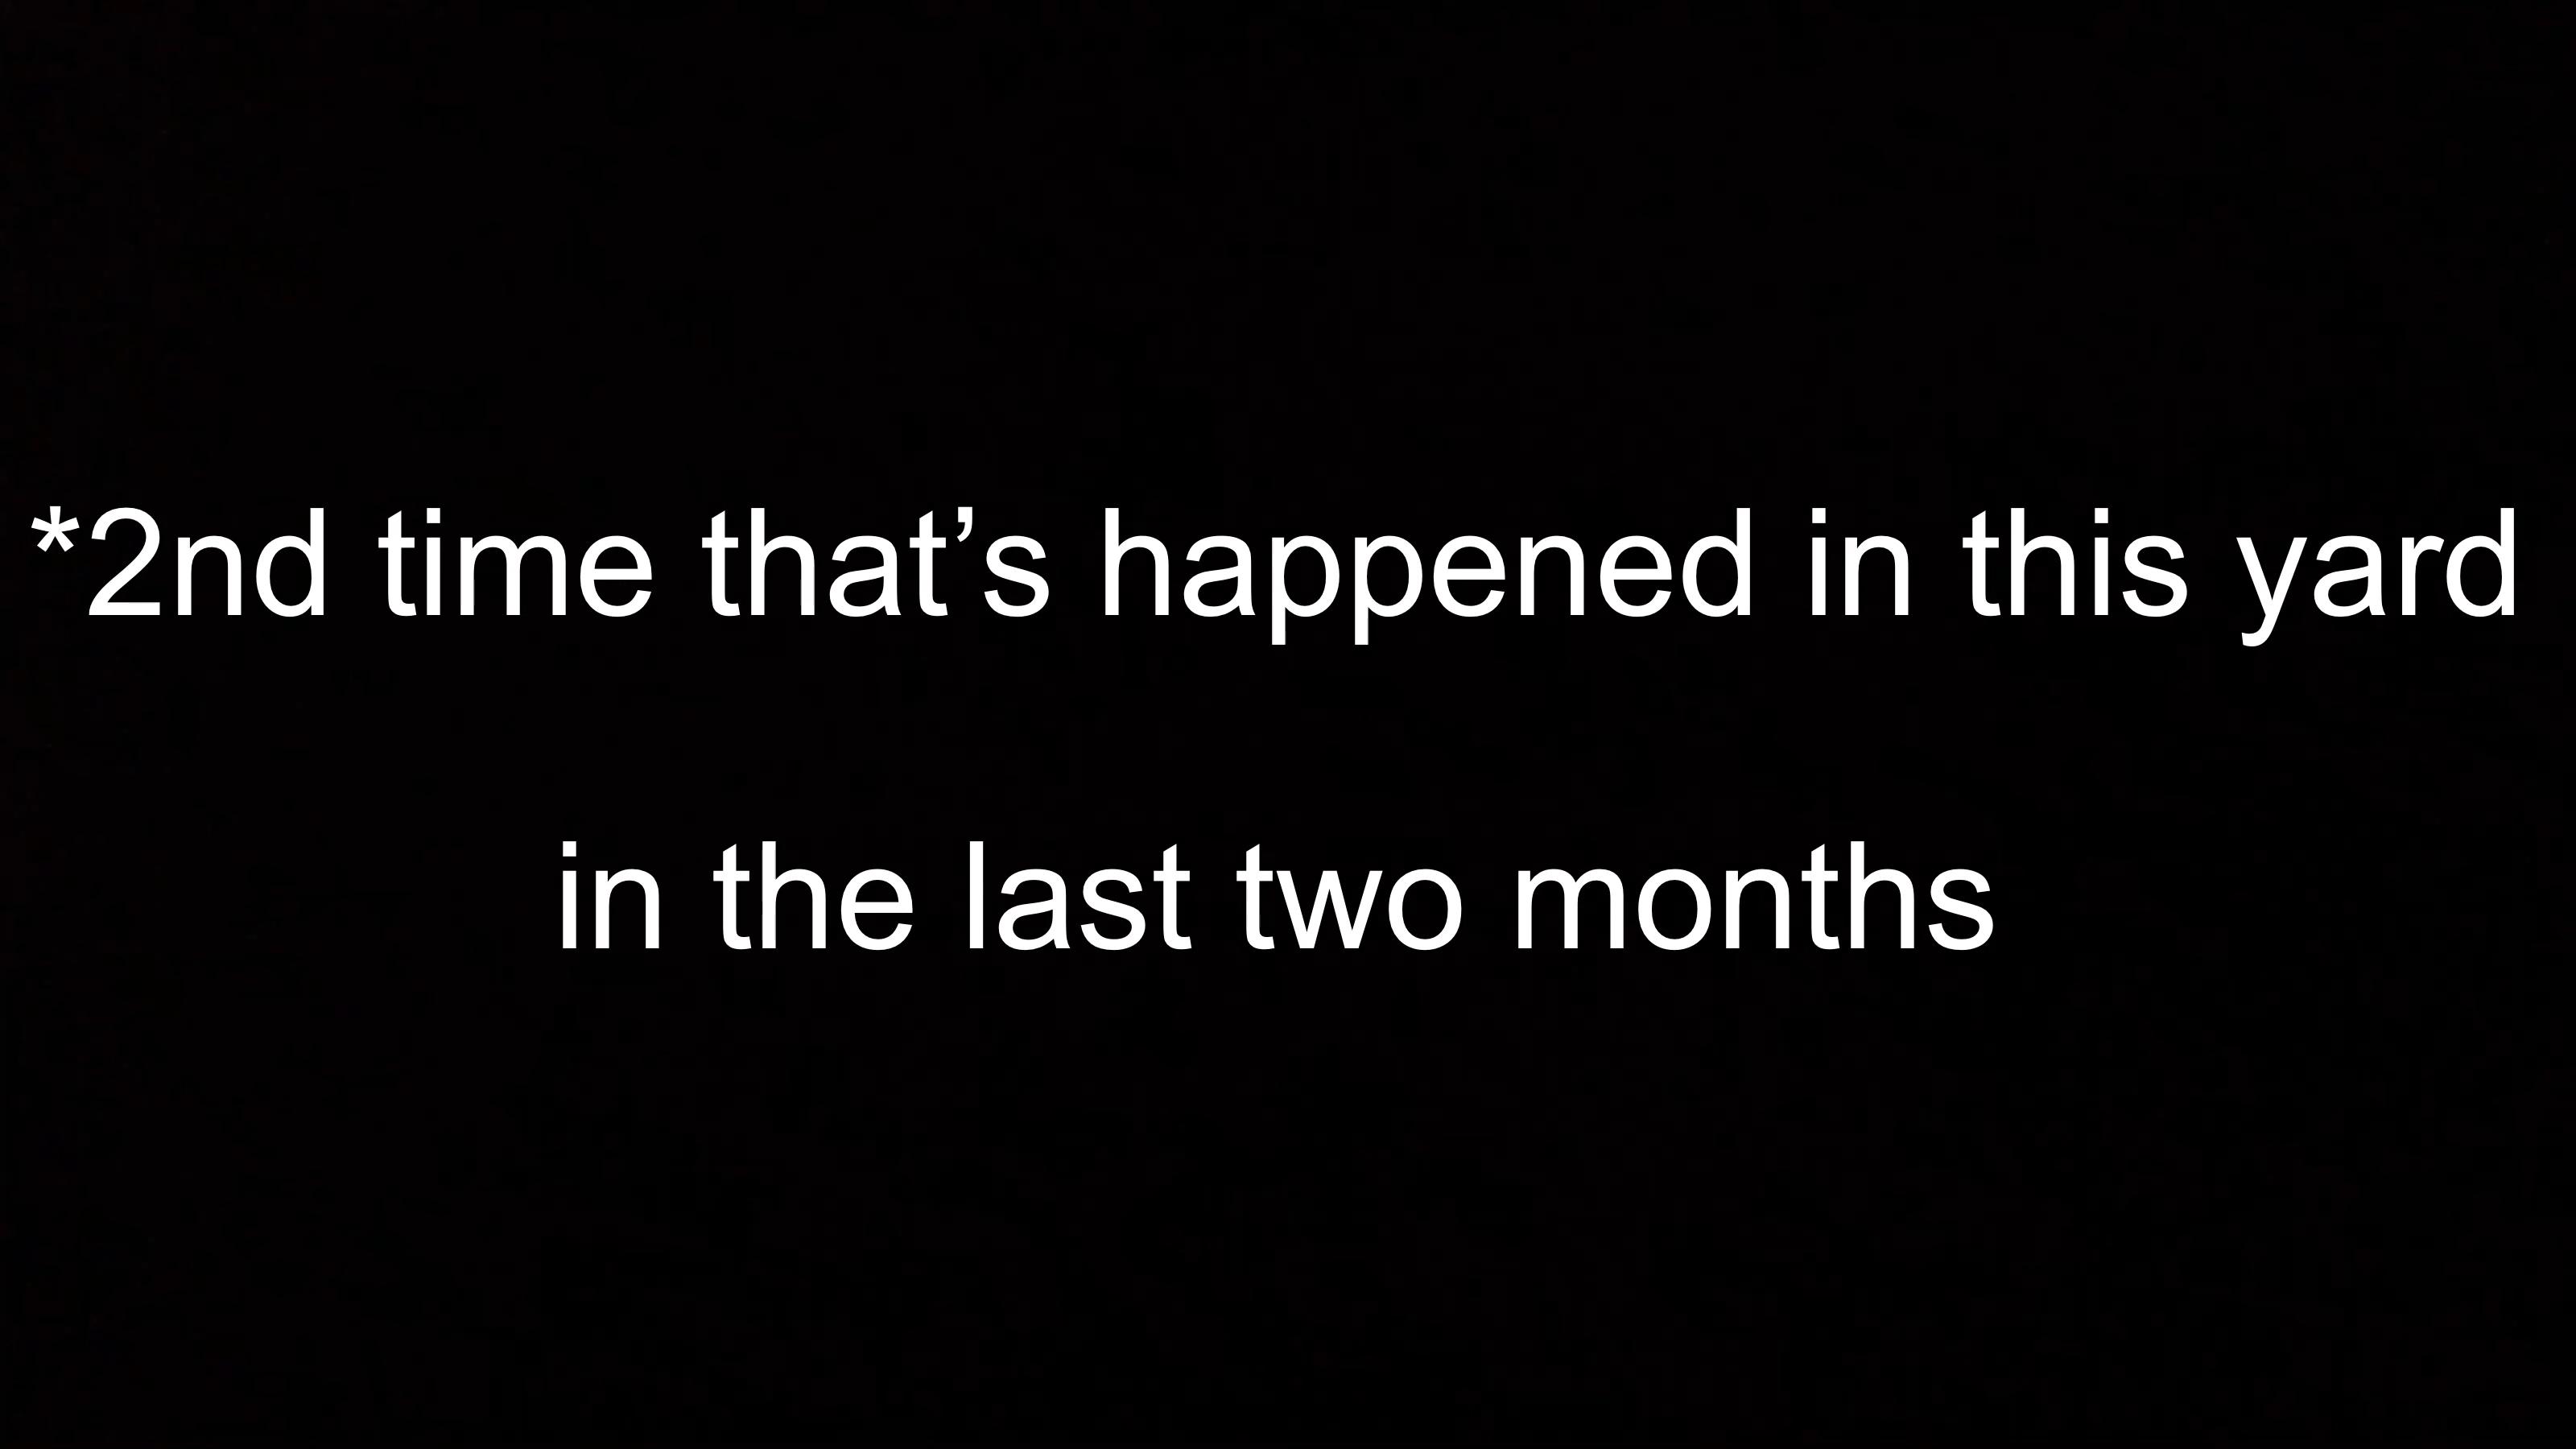 *2nd time that’s happened in this yard
in the last two months